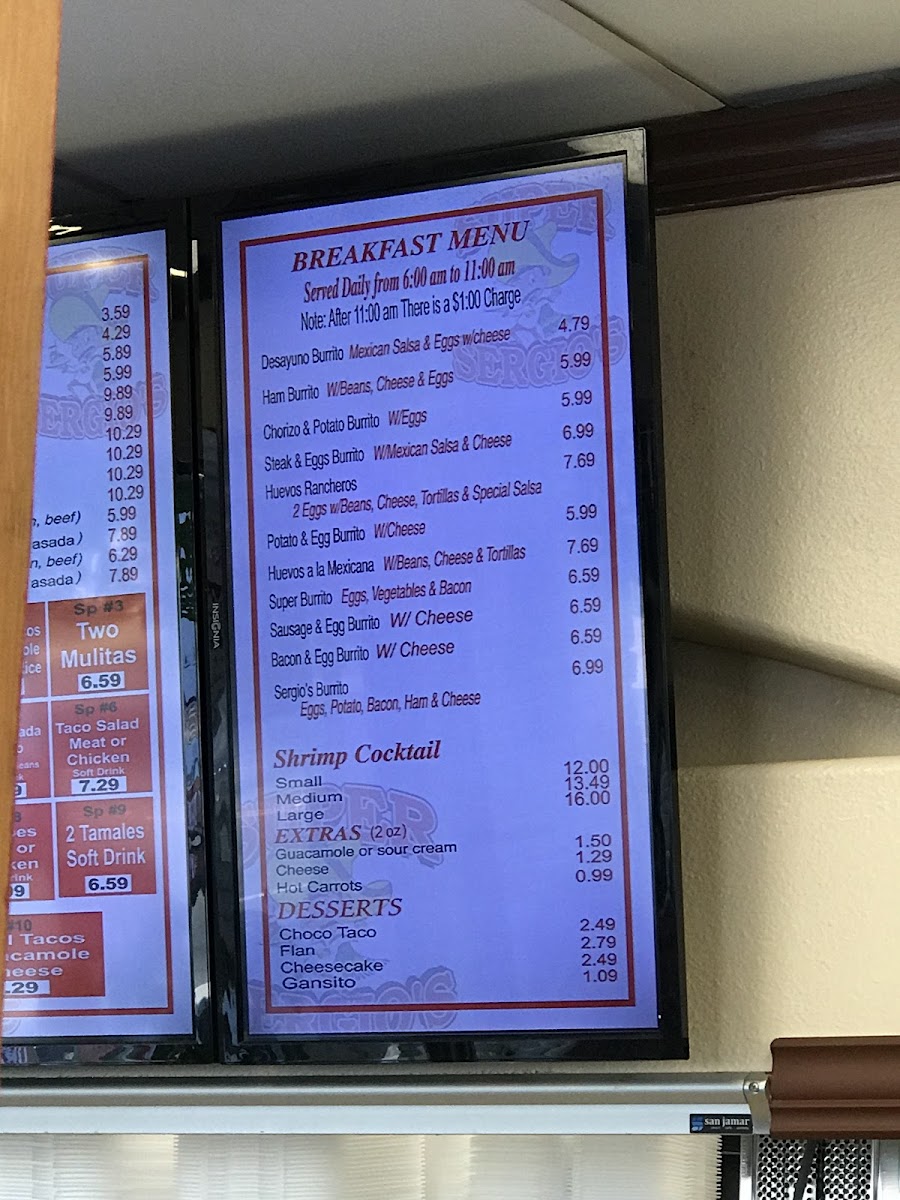 3.59
4.29
5.89
5.99
9.89
9.89
10.29
10.29
10.29
10.29
beef) 5.99
asada) 7.89
beef) 6.29
asada) 7.89
Sp #3
Two
Mulitas
6.59
Sp #6
Taco Salad
Meat or
Chicken
Soft Drink
7.29
Sp #9
2 Tamales
Soft Drink
6.59
#10
Tacos
.29
INSIGNIA
SUPER
SERGIO'S
BREAKFAST MENU
Served Daily from 6:00 am to 11:00 am
Note: After 11:00 am There is a $1:00 Charge
Desayuno Burrito Mexican Salsa & Eggs w/cheese 4.79
Ham Burrito W/Beans, Cheese & Eggs 5.99
Chorizo & Potato Burrito W/Eggs 5.99
Steak & Eggs Burrito W/Mexican Salsa & Cheese 6.99
Huevos Rancheros 7.69
2 Eggs w/Beans, Cheese, Tortillas & Special Salsa
Potato & Egg Burrito W/Cheese 5.99
Huevos a la Mexicana W/Beans, Cheese & Tortillas 7.69
Super Burrito Eggs, Vegetables & Bacon 6.59
Sausage & Egg Burrito W/ Cheese 6.59
Bacon & Egg Burrito W/ Cheese 6.59
Sergio's Burrito 6.99
Eggs, Potato, Bacon, Ham & Cheese
Shrimp Cocktail
Small 12.00
Medium 13.49
Large 16.00
EXTRAS (2 oz)
Guacamole or sour cream 1.50
Cheese 1.29
Hot Carrots 0.99
DESSERTS
Choco Taco 2.49
Flan 2.79
Cheesecake 2.49
Gansito 1.09
san jamar